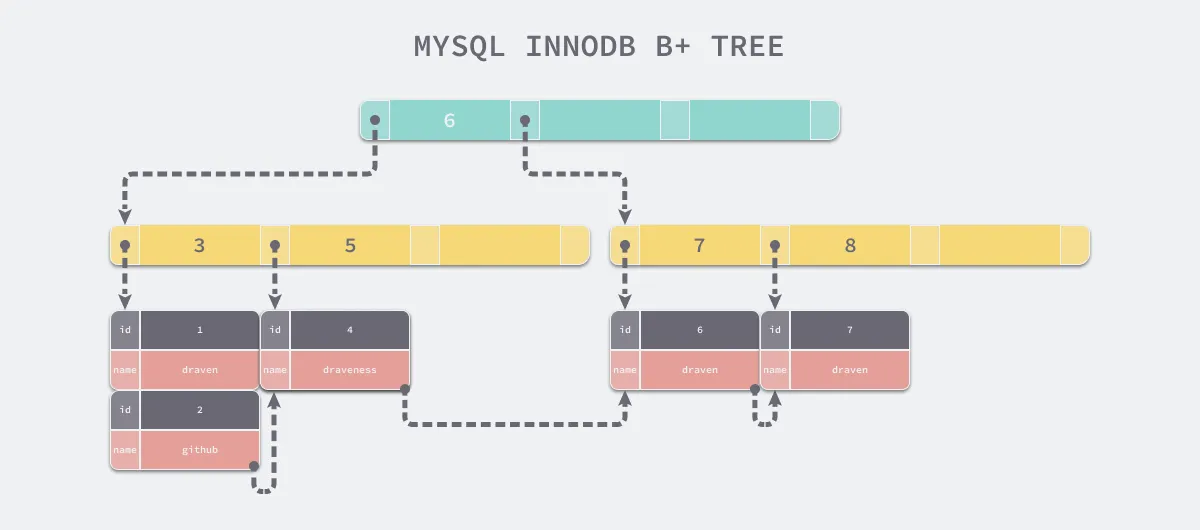 MYSQL INNODB B+ TREE
6
3 5 7 8
id 1 id 4 id 6 id 7
name draven name draveness name draven name draven
id 2
name github